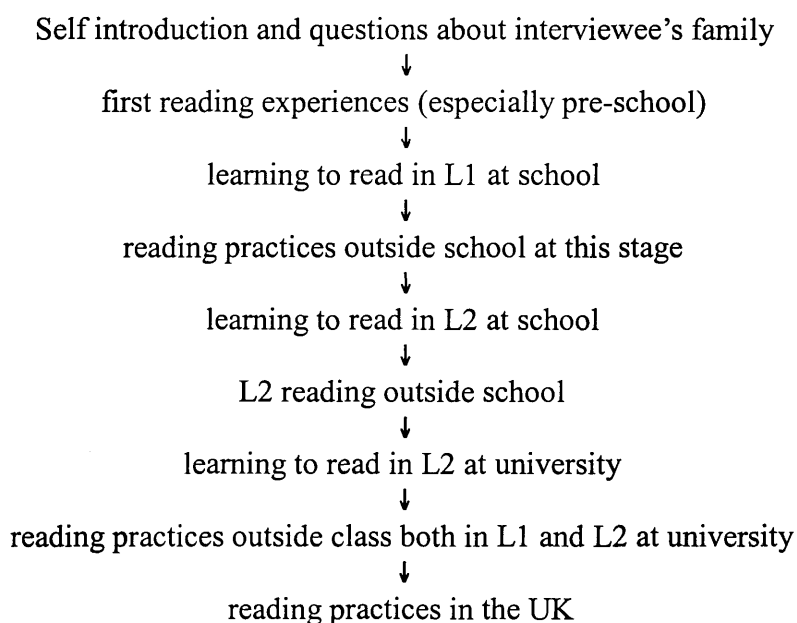 Self introduction and questions about interviewee's family
↓
first reading experiences (especially pre-school)
↓
learning to read in L1 at school
↓
reading practices outside school at this stage
↓
learning to read in L2 at school
↓
L2 reading outside school
↓
learning to read in L2 at university
↓
reading practices outside class both in L1 and L2 at university
↓
reading practices in the UK